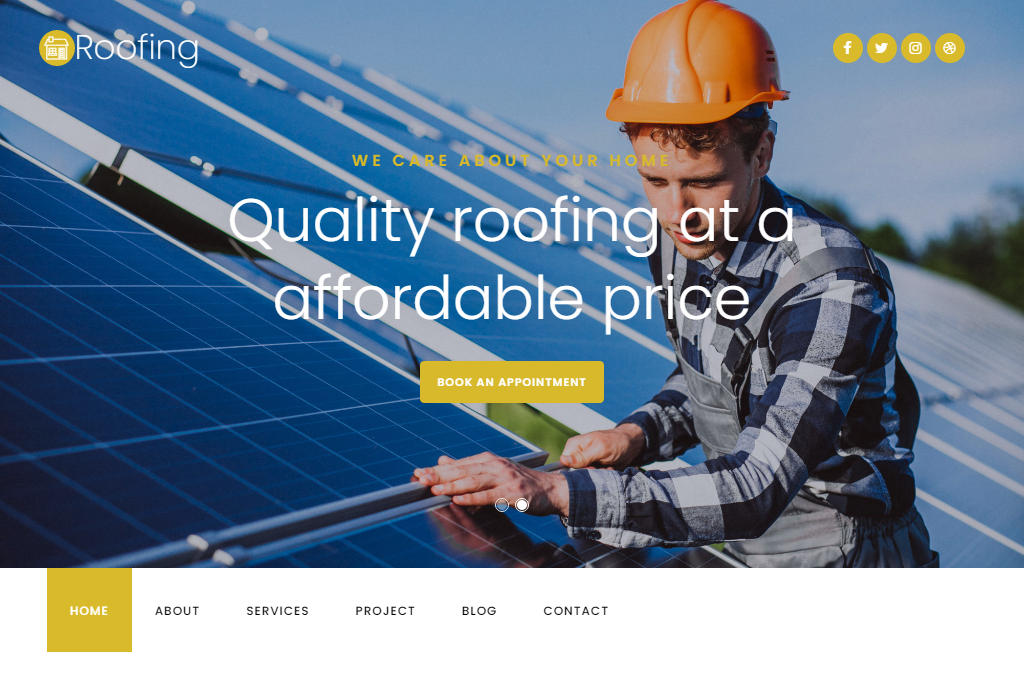 Roofing
WE CARE ABOUT YOUR HOME
Quality roofing at a
affordable price
BOOK AN APPOINTMENT
HOME
ABOUT
SERVICES
PROJECT
BLOG
CONTACT